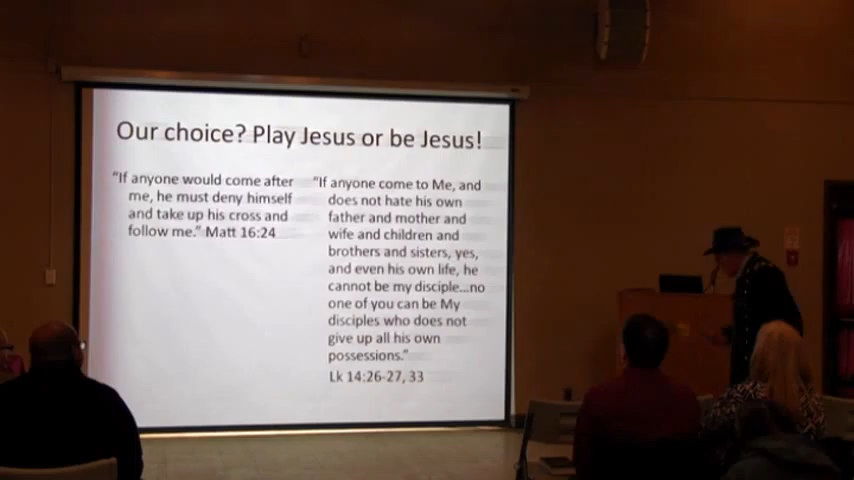 Our choice? Play Jesus or be Jesus!
“If anyone would come after
me, he must deny himself
and take up his cross and
follow me.” Matt 16:24
“If anyone come to Me, and
does not hate his own
father and mother and
wife and children and
brothers and sisters, yes,
and even his own life, he
cannot be my disciple...no
one of you can be My
disciples who does not
give up all his own
possessions.”
Lk 14:26-27, 33